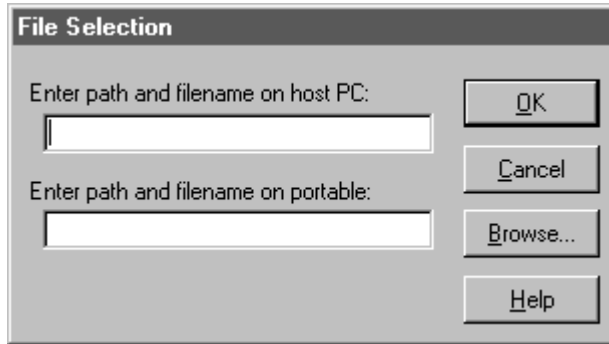 File Selection
Enter path and filename on host PC:
OK
Cancel
Enter path and filename on portable:
Browse...
Help